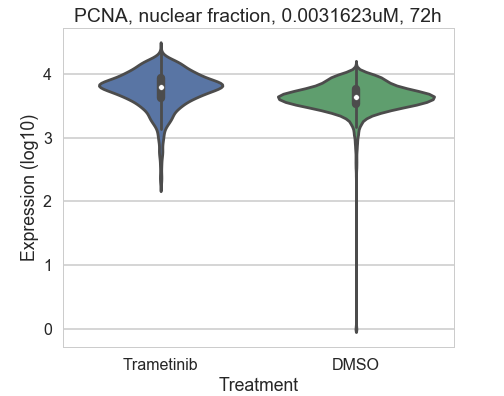 PCNA, nuclear fraction, 0.0031623uM, 72h
Expression (log10)
4
3
2
1
0
Trametinib
DMSO
Treatment